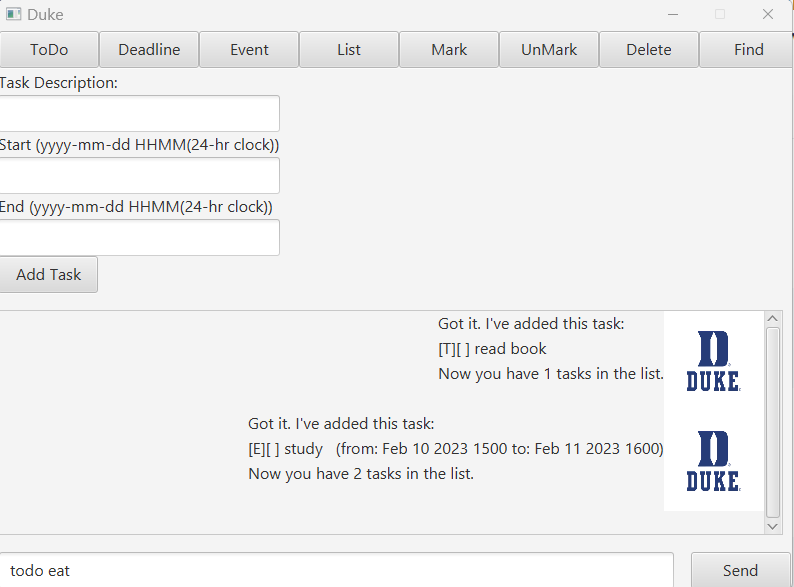 Duke
ToDo Deadline Event List Mark UnMark Delete Find
Task Description:
Start (yyyy-mm-dd HHMM(24-hr clock))
End (yyyy-mm-dd HHMM(24-hr clock))
Add Task
Got it. I've added this task:
[T][ ] read book
Now you have 1 tasks in the list.
D
DUKE
Got it. I've added this task:
[E][ ] study   (from: Feb 10 2023 1500 to: Feb 11 2023 1600)
Now you have 2 tasks in the list.
D
DUKE
todo eat
Send